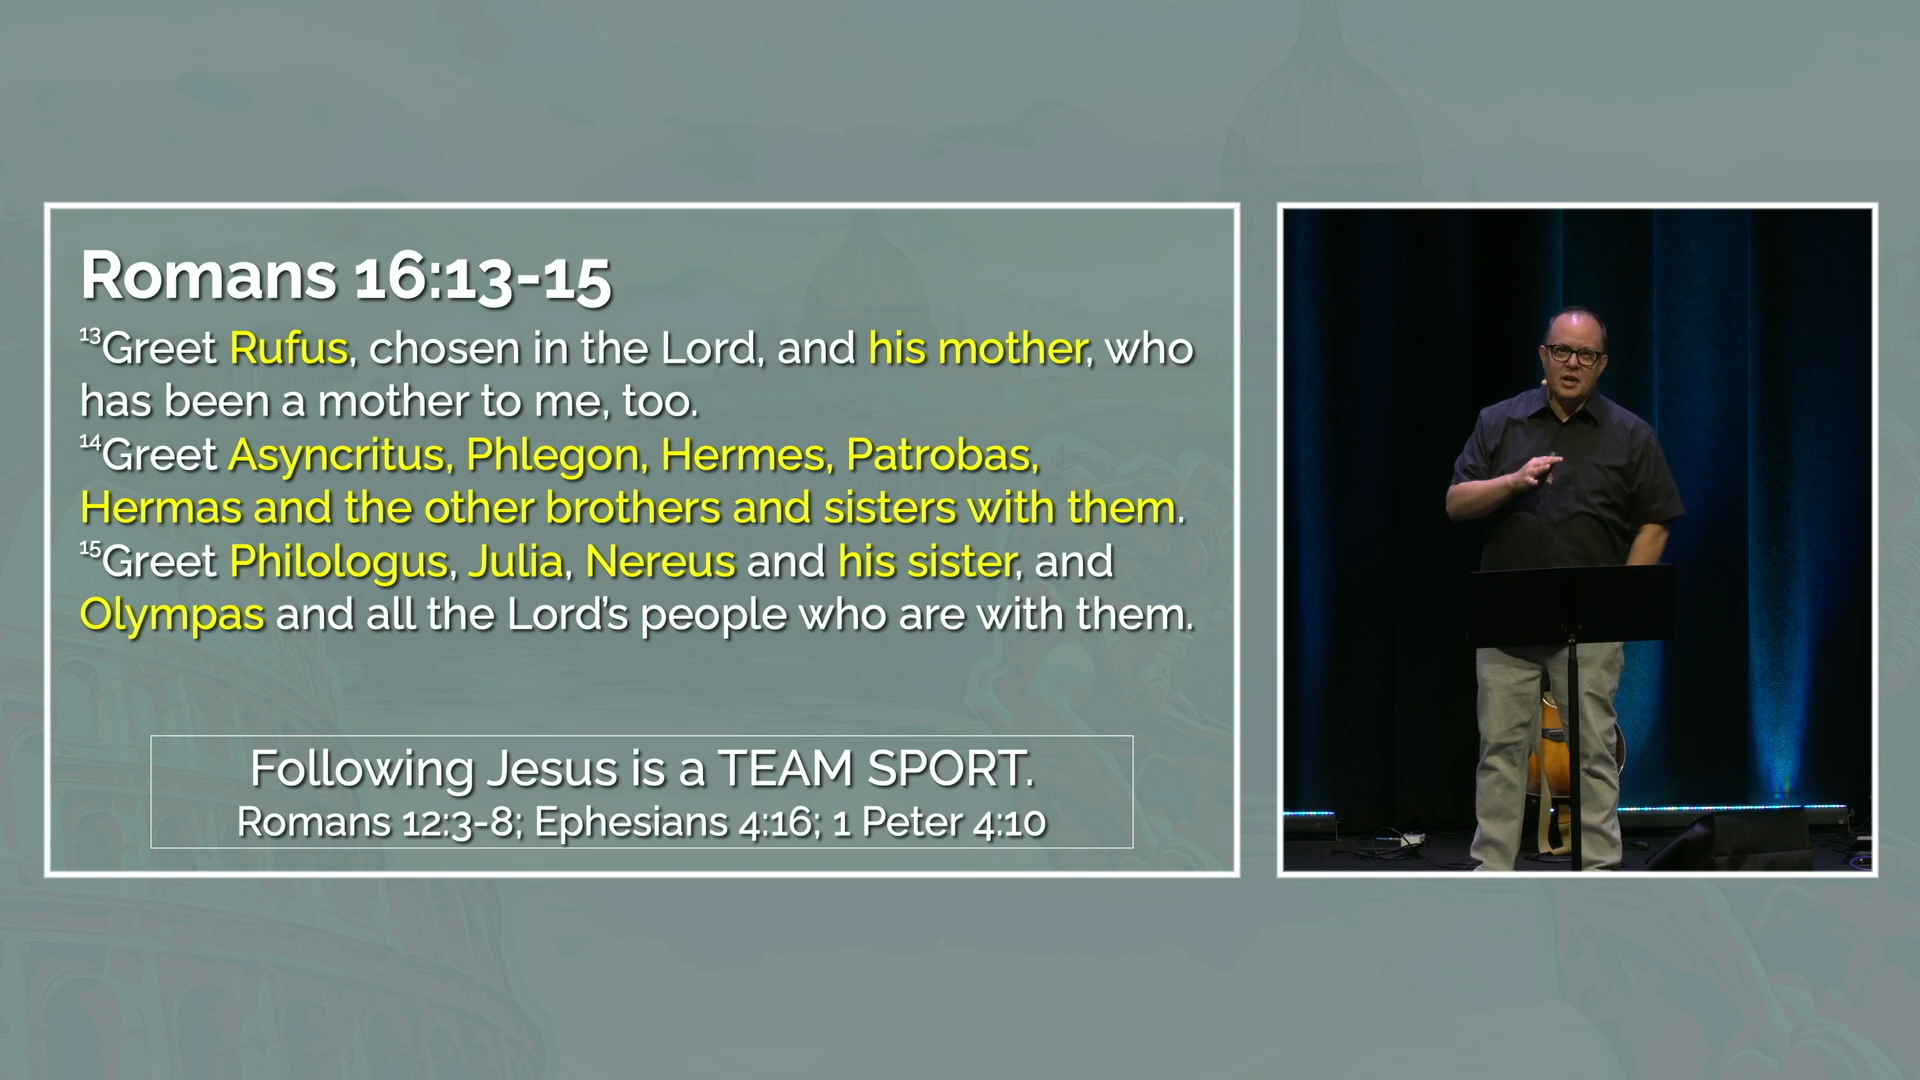 Romans 16:13-15
13Greet Rufus, chosen in the Lord, and his mother, who
has been a mother to me, too.
14Greet Asyncritus, Phlegon, Hermes, Patrobas,
Hermas and the other brothers and sisters with them.
15Greet Philologus, Julia, Nereus and his sister, and
Olympas and all the Lord’s people who are with them.
Following Jesus is a TEAM SPORT.
Romans 12:3-8; Ephesians 4:16; 1 Peter 4:10